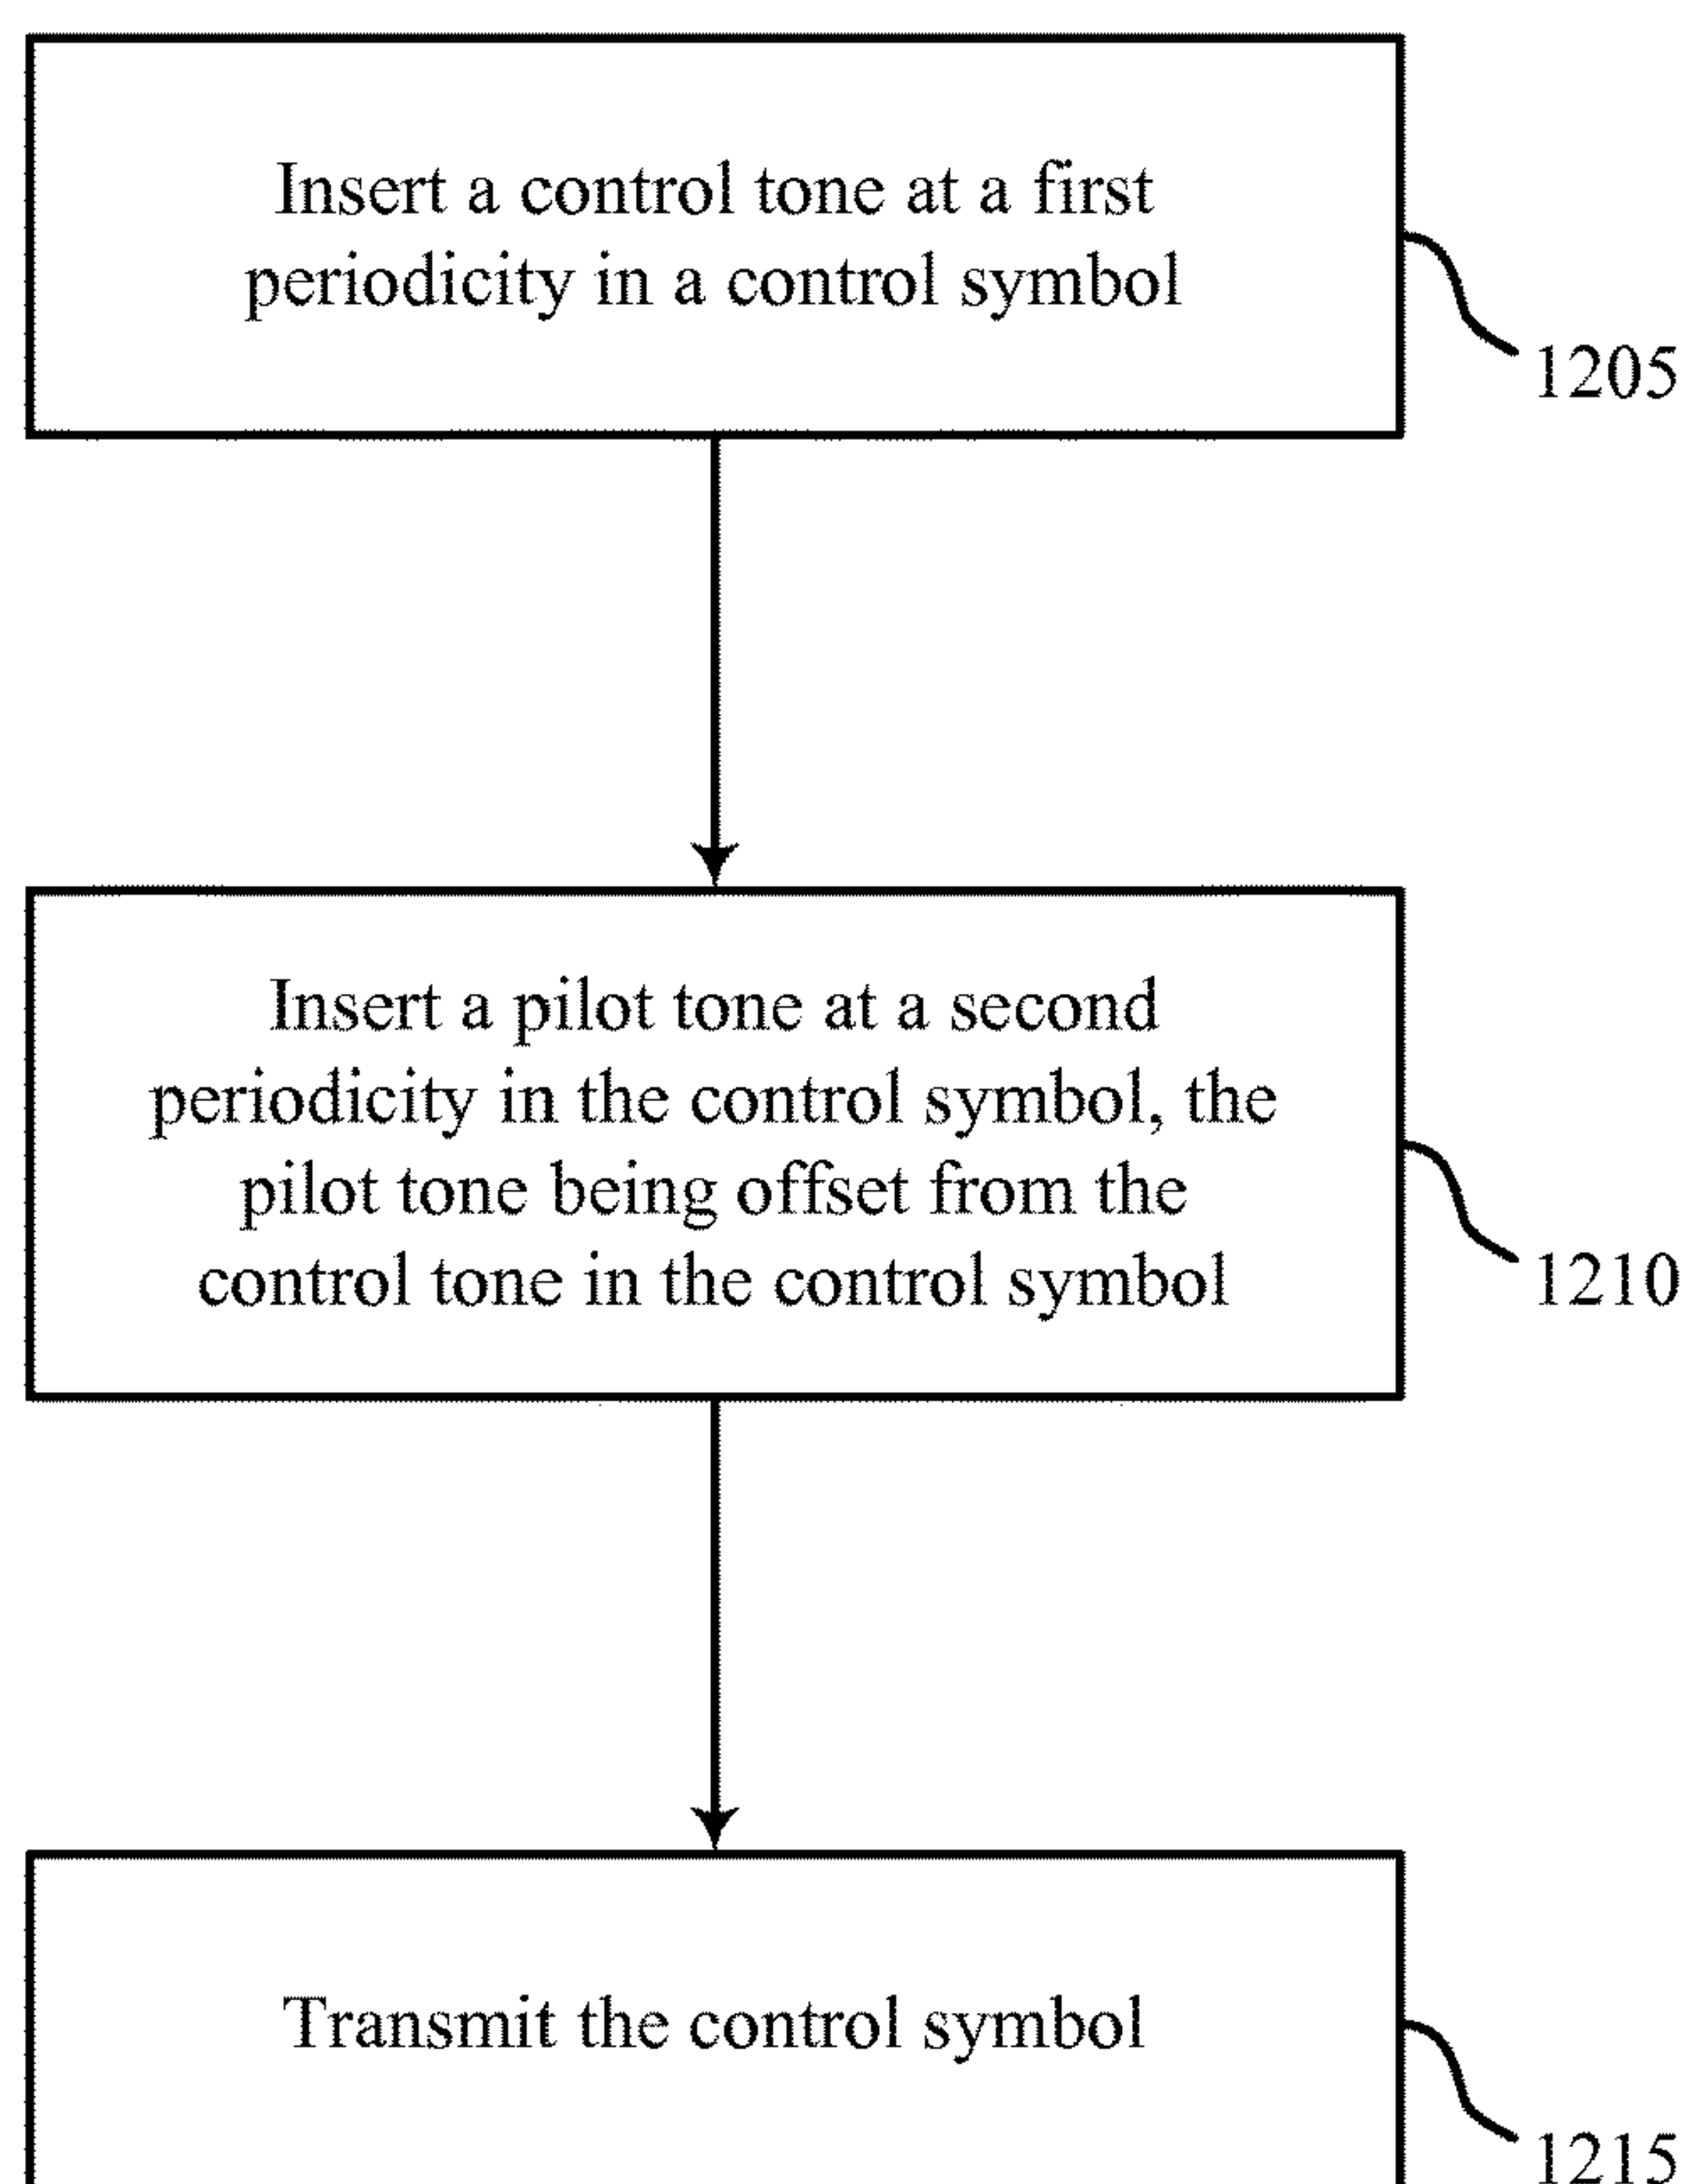 Insert a control tone at a first
periodicity in a control symbol
1205
Insert a pilot tone at a second
periodicity in the control symbol, the
pilot tone being offset from the
control tone in the control symbol
1210
Transmit the control symbol
1215